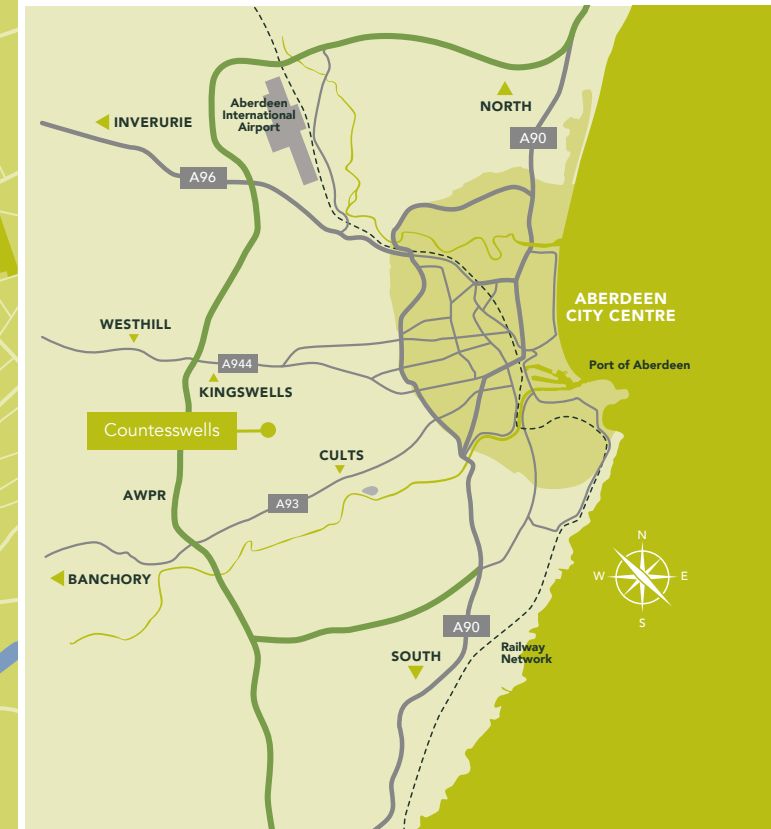 Aberdeen
International
Airport
NORTH
INVERURIE
A90
A96
ABERDEEN
CITY CENTRE
WESTHILL
A944
Port of Aberdeen
KINGSWELLS
Countesswells
CULTS
AWPR
A93
N
W
E
S
BANCHORY
A90
SOUTH
Railway
Network